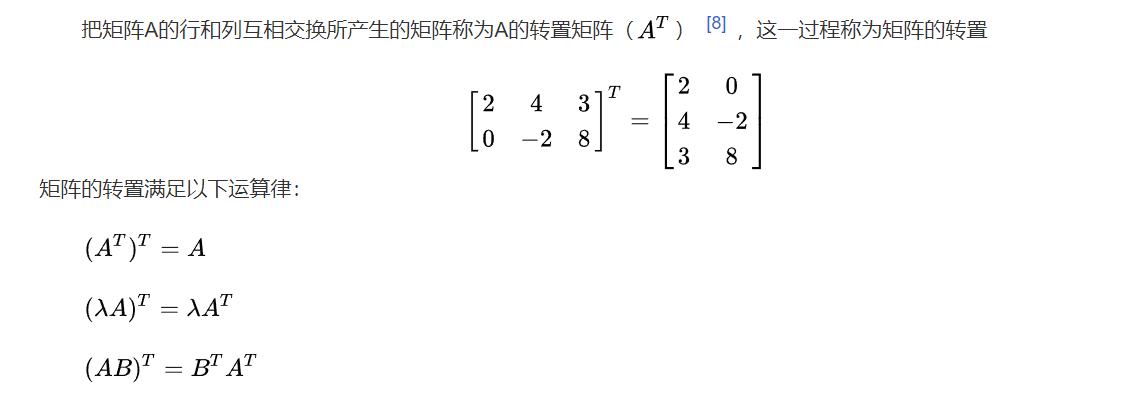 把矩阵A的行和列互相交换所产生的矩阵称为A的转置矩阵（$A^T$） [8] ，这一过程称为矩阵的转置
$\begin{bmatrix} 2 & 4 & 3 \\ 0 & -2 & 8 \end{bmatrix}^T = \begin{bmatrix} 2 & 0 \\ 4 & -2 \\ 3 & 8 \end{bmatrix}$
矩阵的转置满足以下运算律：
$(A^T)^T = A$
$(\lambda A)^T = \lambda A^T$
$(AB)^T = B^T A^T$